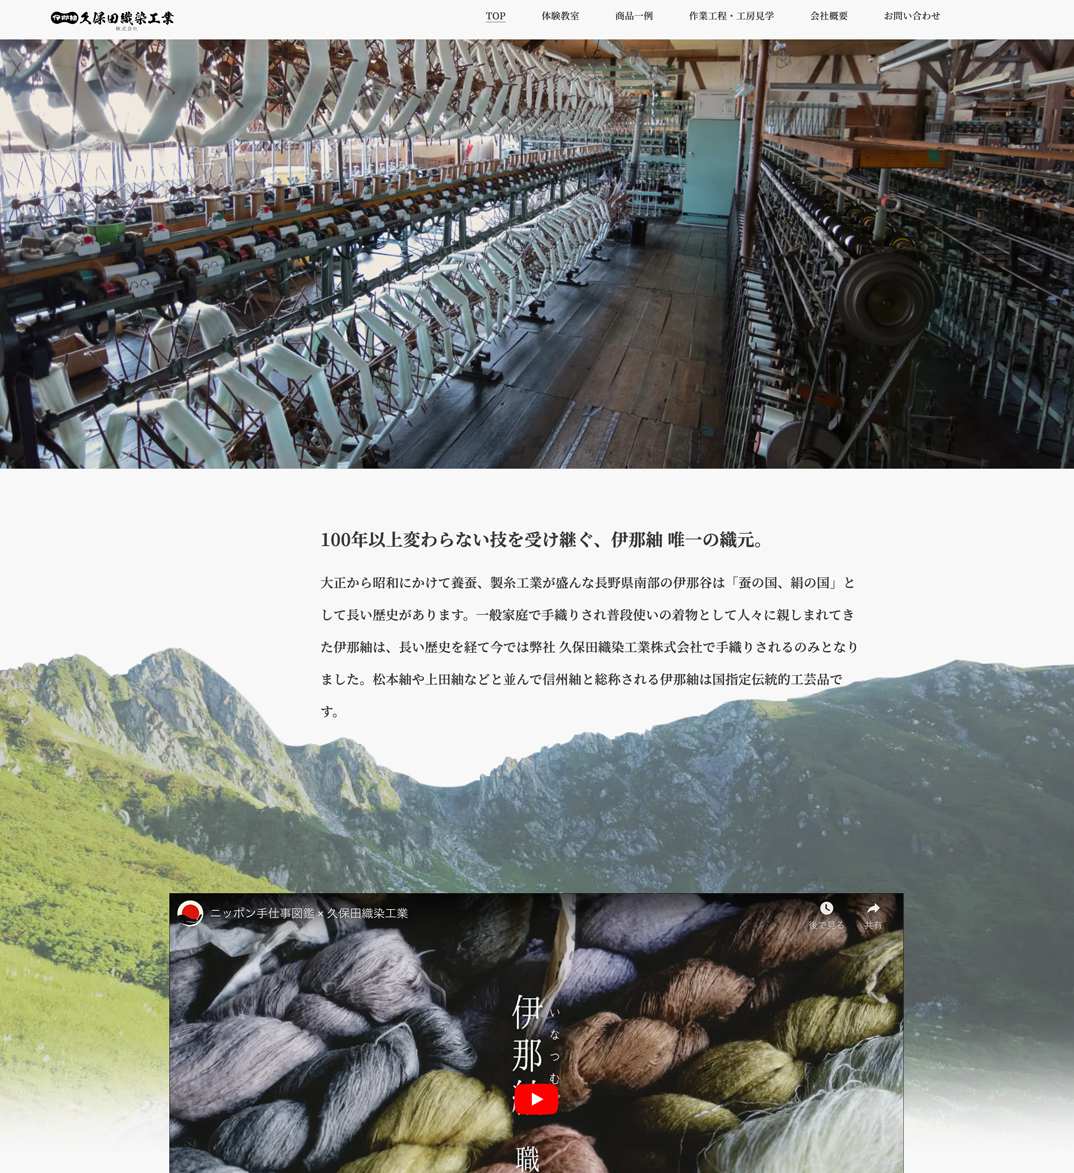 伊那紬 久保田織染工業
株式会社
TOP
体験教室
商品一例
作業工程・工房見学
会社概要
お問い合わせ
100年以上変わらない技を受け継ぐ、伊那紬 唯一の織元。
大正から昭和にかけて養蚕、製糸工業が盛んな長野県南部の伊那谷は「蚕の国、絹の国」と
して長い歴史があります。一般家庭で手織りされ普段使いの着物として人々に親しまれてき
た伊那紬は、長い歴史を経て今では弊社 久保田織染工業株式会社で手織りされるのみとなり
ました。松本紬や上田紬などと並んで信州紬と総称される伊那紬は国指定伝統的工芸品で
す。
ニッポン手仕事図鑑 × 久保田織染工業
後で見る
共有
伊那
いなつむ
職